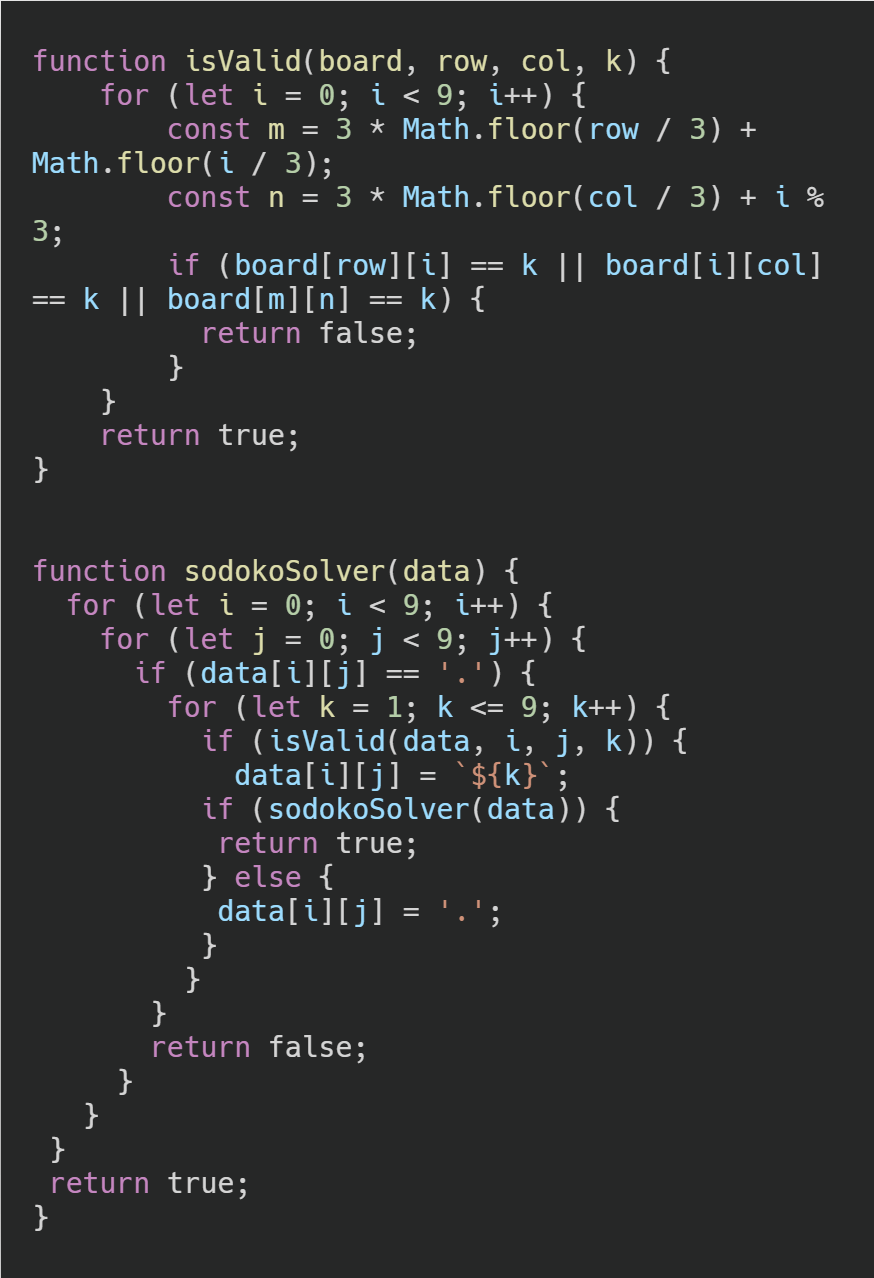 function isValid(board, row, col, k) {
    for (let i = 0; i < 9; i++) {
        const m = 3 * Math.floor(row / 3) +
Math.floor(i / 3);
        const n = 3 * Math.floor(col / 3) + i %
3;
        if (board[row][i] == k || board[i][col]
== k || board[m][n] == k) {
          return false;
        }
    }
    return true;
}

function sodokoSolver(data) {
  for (let i = 0; i < 9; i++) {
    for (let j = 0; j < 9; j++) {
      if (data[i][j] == '.') {
        for (let k = 1; k <= 9; k++) {
          if (isValid(data, i, j, k)) {
            data[i][j] = `${k}`;
          if (sodokoSolver(data)) {
           return true;
          } else {
           data[i][j] = '.';
          }
         }
       }
       return false;
     }
   }
 }
 return true;
}